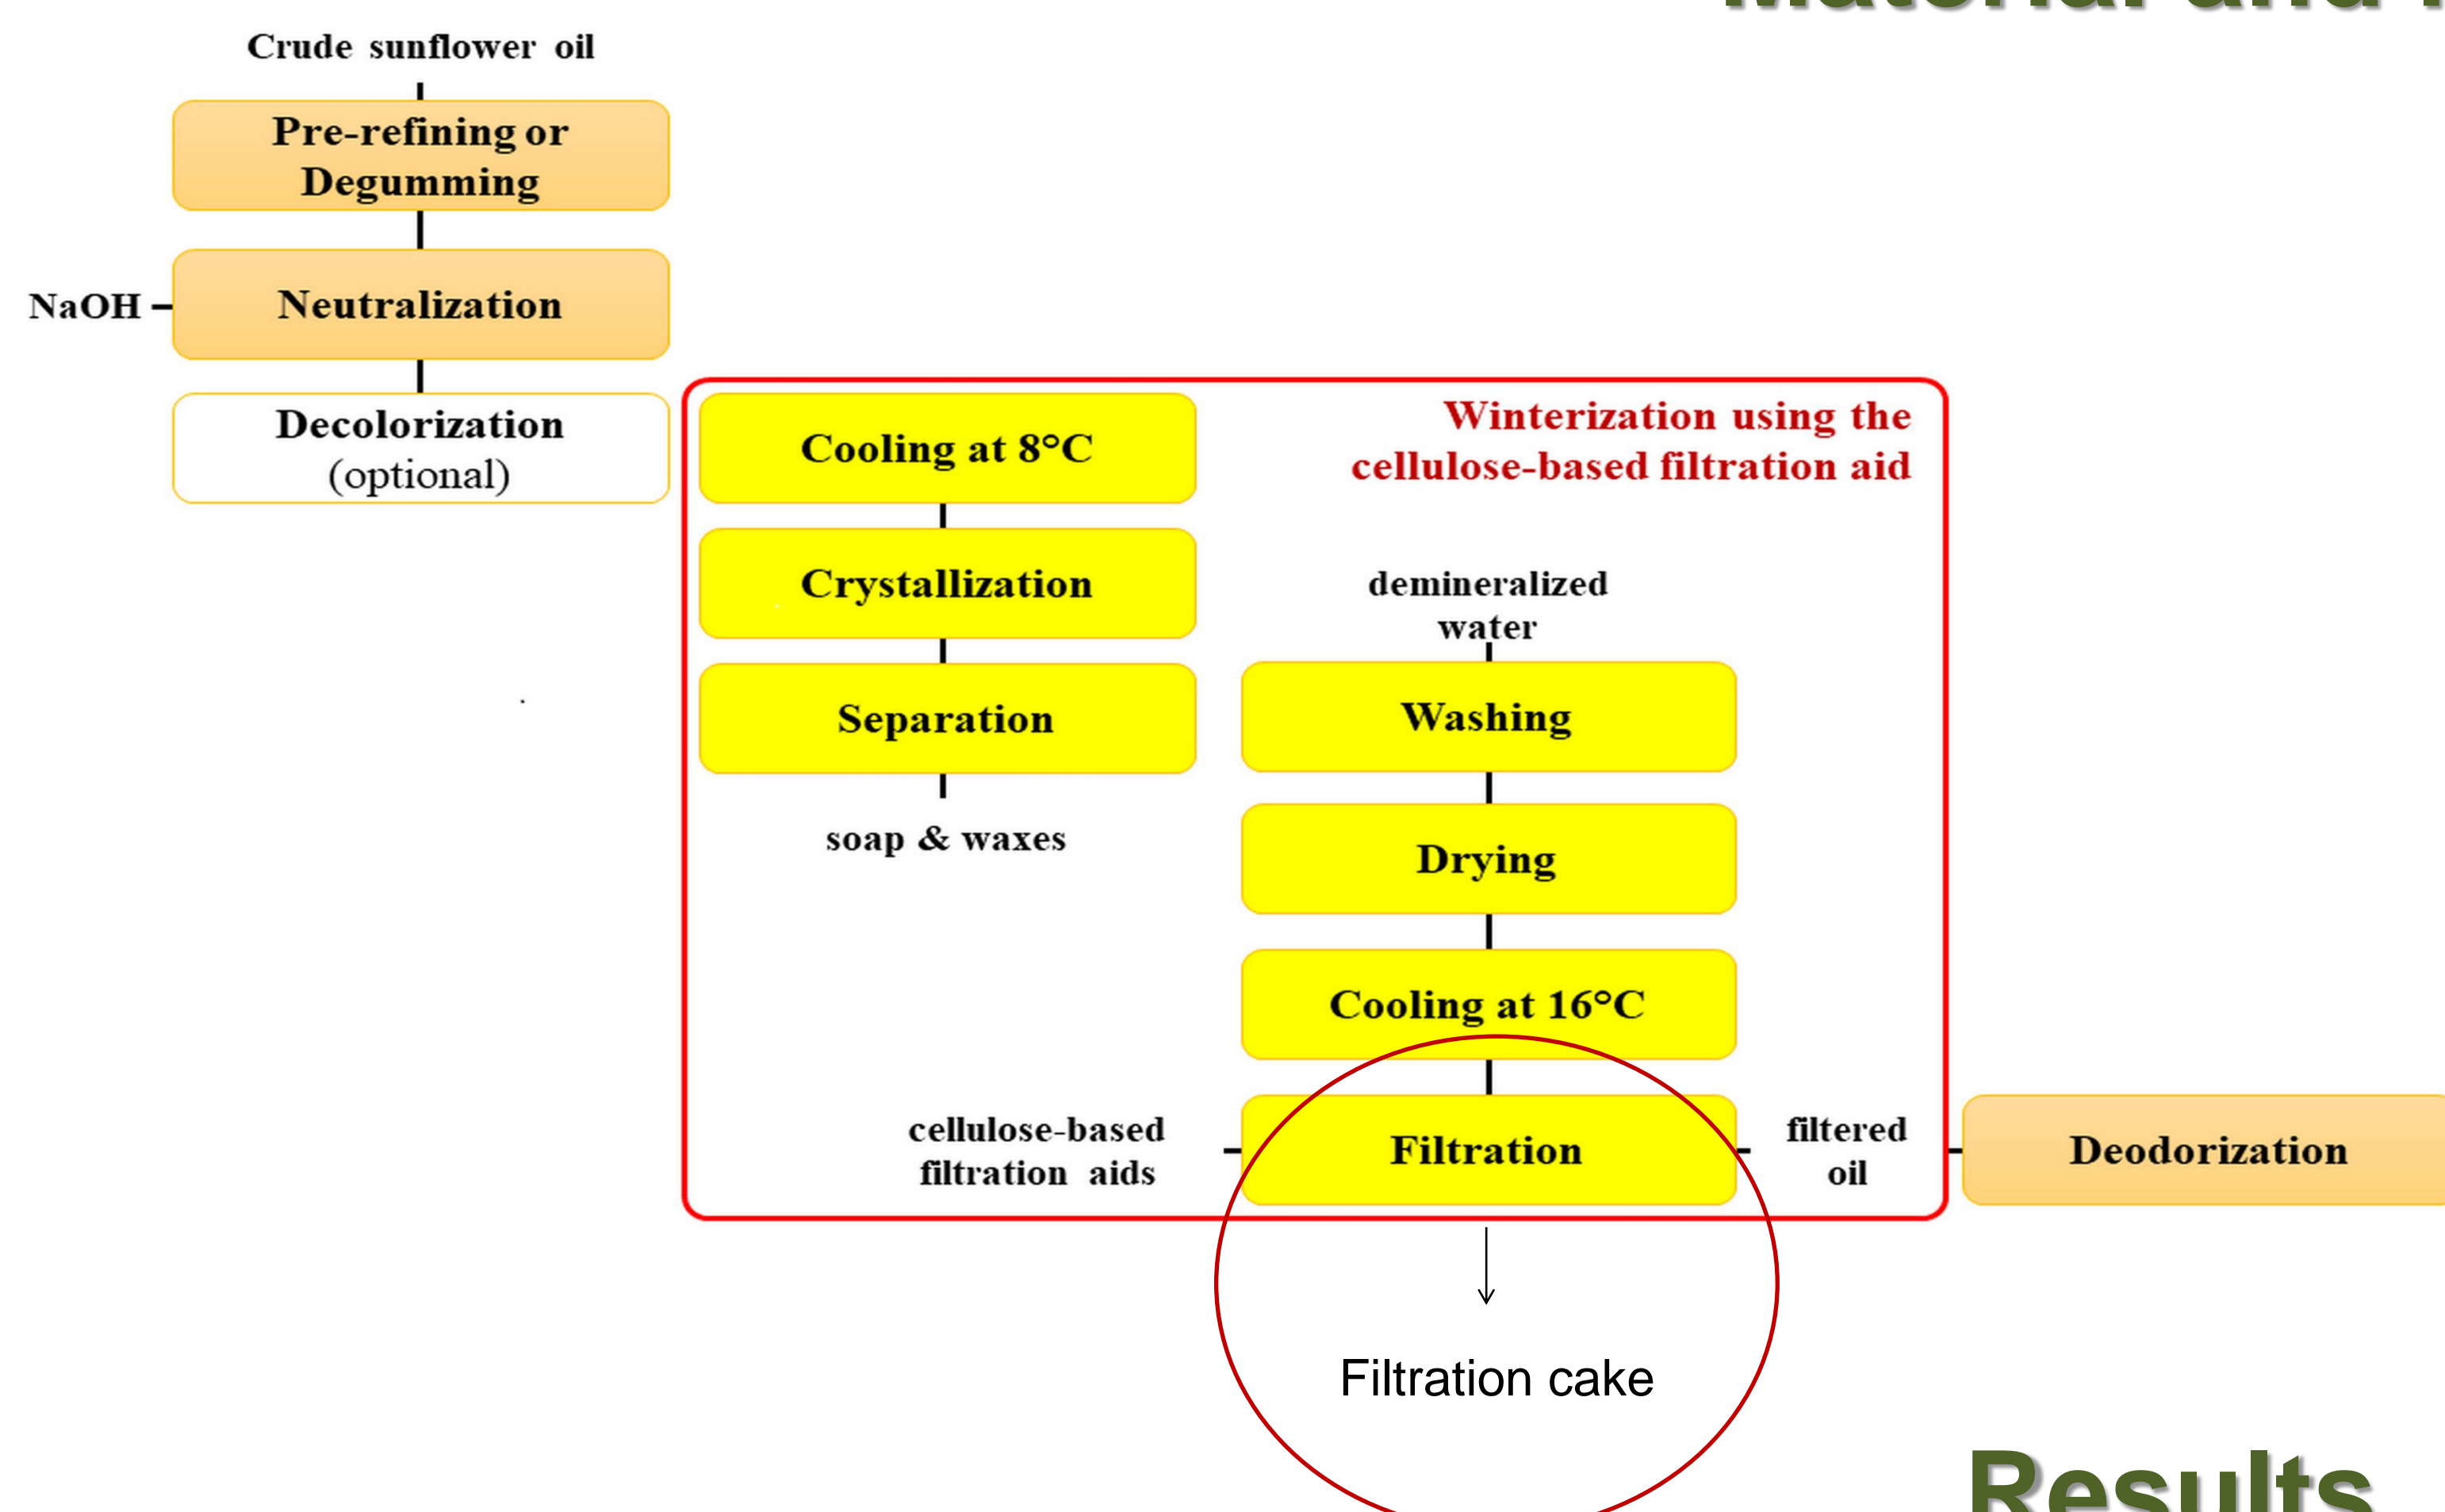 Material and
Crude sunflower oil
Pre-refining or
Degumming
NaOH
Neutralization
Decolorization
(optional)
Winterization using the
cellulose-based filtration aid
Cooling at 8°C
Crystallization
Separation
soap & waxes
demineralized
water
Washing
Drying
Cooling at 16°C
cellulose-based
filtration aids
Filtration
filtered
oil
Deodorization
Filtration cake
Results